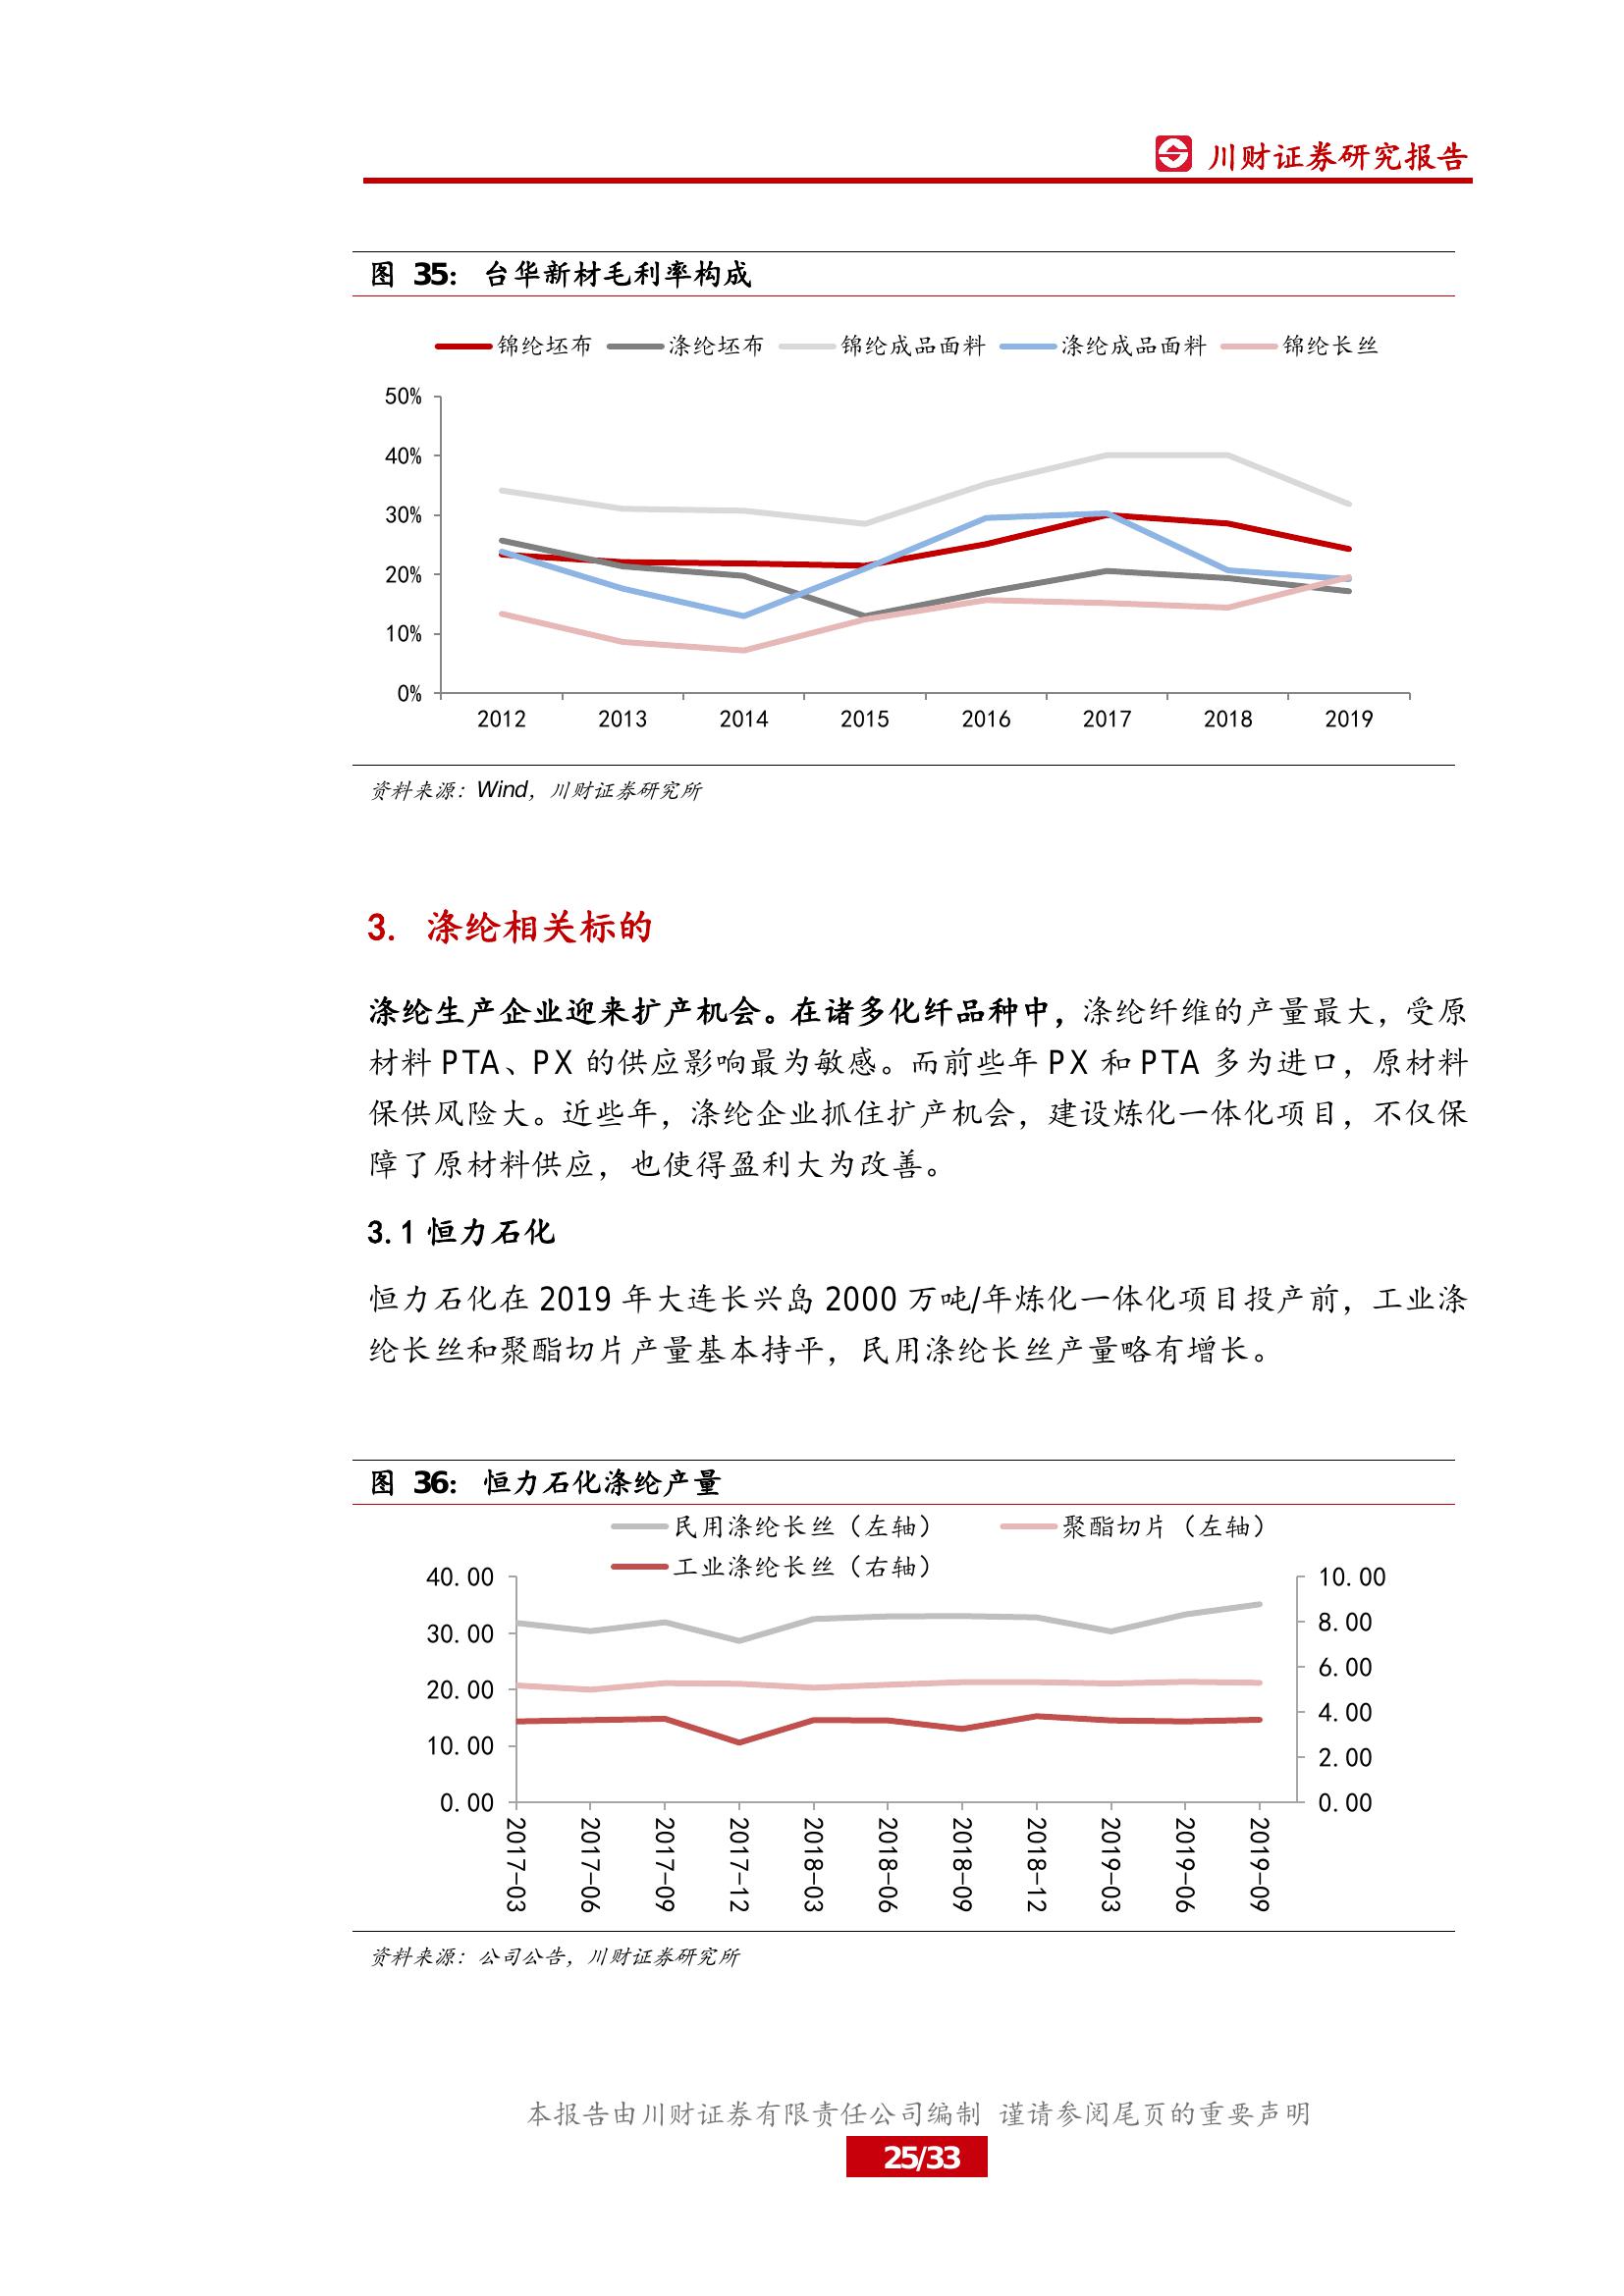 川财证券研究报告
图 35： 台华新材毛利率构成
锦纶坯布 涤纶坯布 锦纶成品面料 涤纶成品面料 锦纶长丝
50%
40%
30%
20%
10%
0%
2012 2013 2014 2015 2016 2017 2018 2019
资料来源：Wind，川财证券研究所
3. 涤纶相关标的
涤纶生产企业迎来扩产机会。在诸多化纤品种中，涤纶纤维的产量最大，受原
材料 PTA、PX 的供应影响最为敏感。而前些年 PX 和 PTA 多为进口，原材料
保供风险大。近些年，涤纶企业抓住扩产机会，建设炼化一体化项目，不仅保
障了原材料供应，也使得盈利大为改善。
3.1 恒力石化
恒力石化在 2019 年大连长兴岛 2000 万吨/年炼化一体化项目投产前，工业涤
纶长丝和聚酯切片产量基本持平，民用涤纶长丝产量略有增长。
图 36： 恒力石化涤纶产量
民用涤纶长丝（左轴） 聚酯切片（左轴）
工业涤纶长丝（右轴）
40.00 10.00
8.00
30.00
6.00
20.00
4.00
10.00
2.00
0.00 0.00
2017-03 2017-06 2017-09 2017-12 2018-03 2018-06 2018-09 2018-12 2019-03 2019-06 2019-09
资料来源：公司公告，川财证券研究所
本报告由川财证券有限责任公司编制 谨请参阅尾页的重要声明
25/33